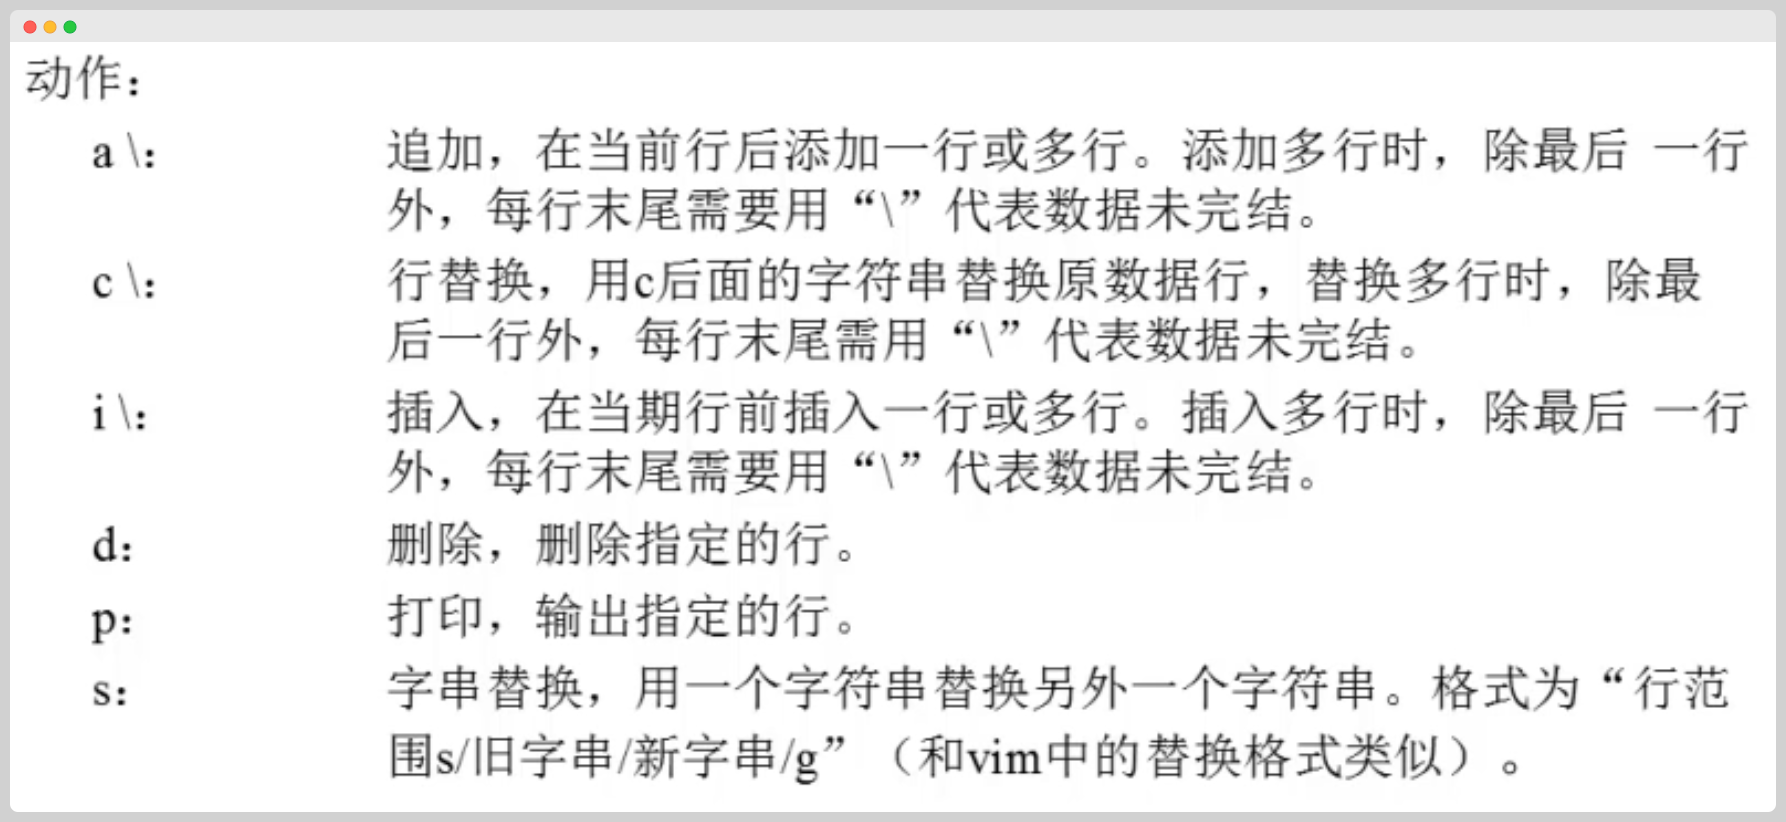 动作：
a \： 追加，在当前行后添加一行或多行。添加多行时，除最后 一行
外，每行末尾需要用“\”代表数据未完结。
c \： 行替换，用c后面的字符串替换原数据行，替换多行时，除最
后一行外，每行末尾需用“\”代表数据未完结。
i \： 插入，在当期行前插入一行或多行。插入多行时，除最后 一行
外，每行末尾需要用“\”代表数据未完结。
d： 删除，删除指定的行。
p： 打印，输出指定的行。
s： 字串替换，用一个字符串替换另外一个字符串。格式为“行范
围s/旧字串/新字串/g”（和vim中的替换格式类似）。